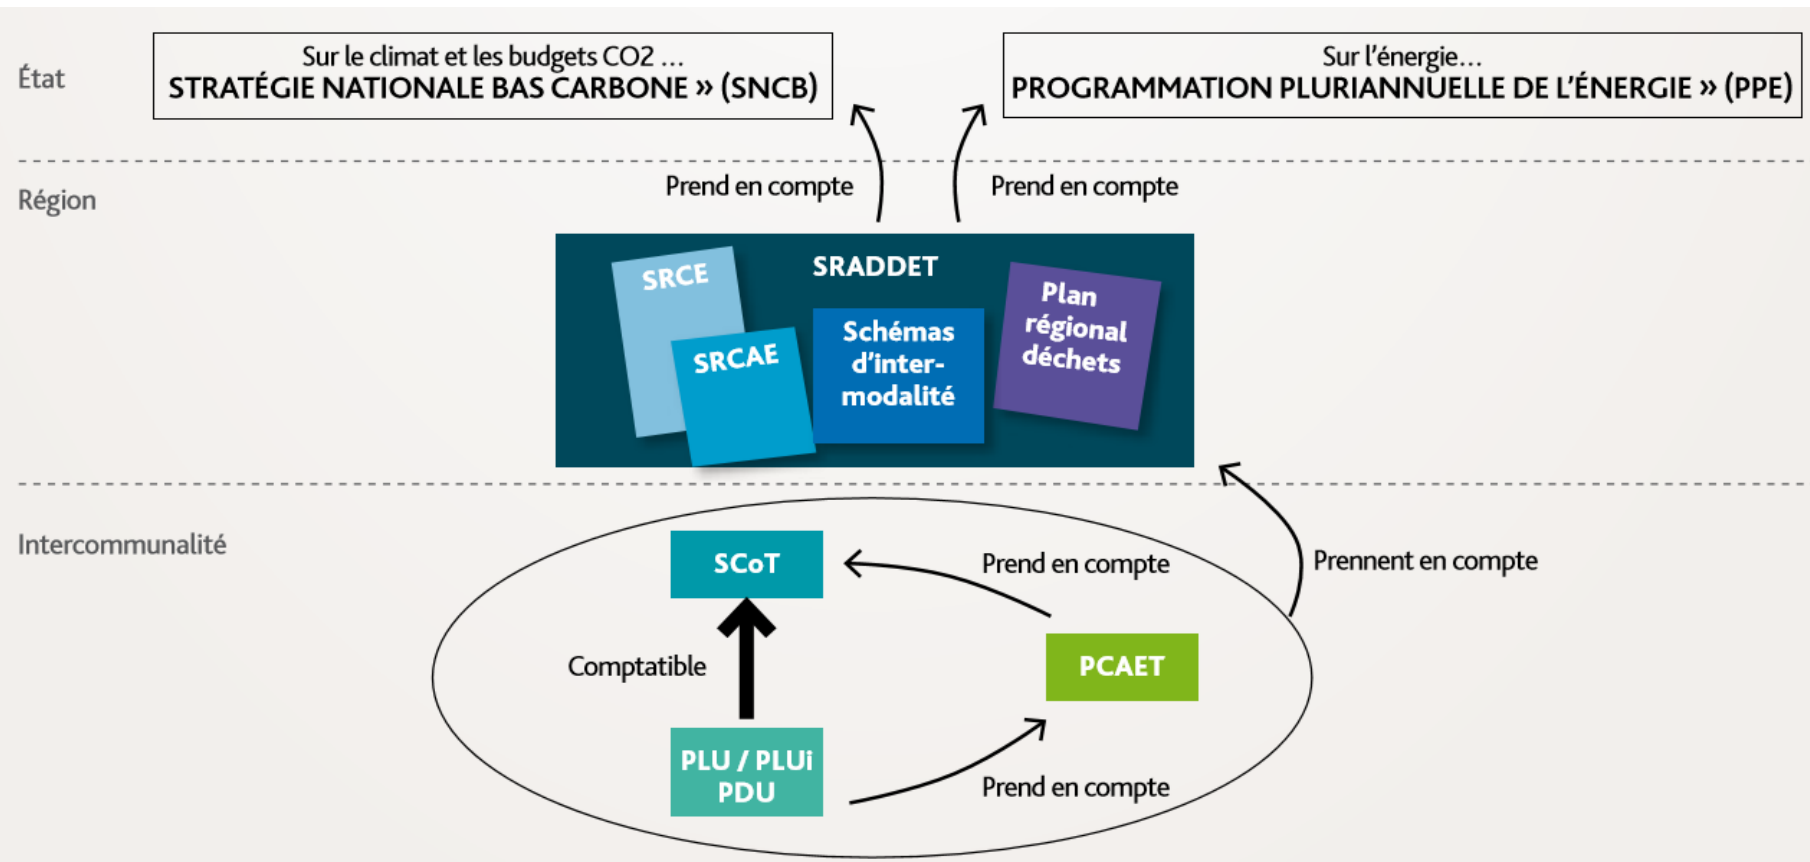 Sur le climat et les budgets CO2 ...
STRATÉGIE NATIONALE BAS CARBONE » (SNCB)
Sur l'énergie...
PROGRAMMATION PLURIANNUELLE DE L'ÉNERGIE » (PPE)
État
Prend en compte
Prend en compte
Région
SRADDET
SRCE
SRCAE
Schémas
d'inter-
modalité
Plan
régional
déchets
Intercommunalité
SCoT
Prend en compte
Prennent en compte
Comptatible
PCAET
PLU / PLUi
PDU
Prend en compte